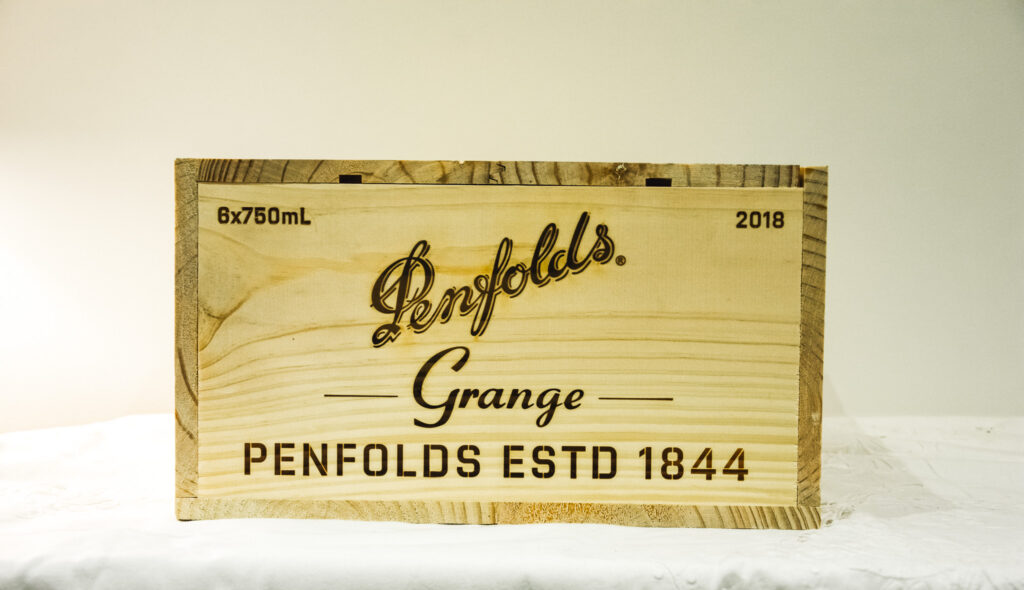 6x750mL
2018
Penfolds®
Grange
PENFOLDS ESTD 1844